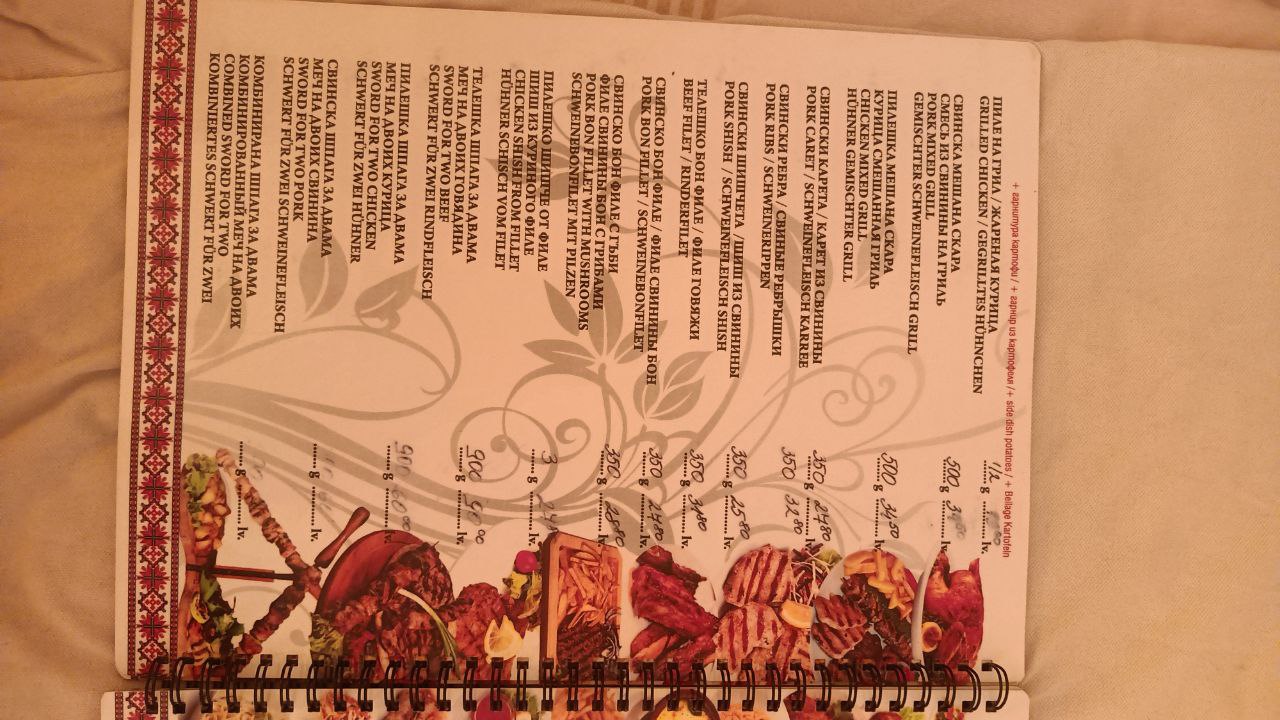 + гарнитура картофи / + гарнир из картофеля / + side dish potatoes / + Beilage Kartofeln
ПИЛЕ НА ГРИЛ / ЖАРЕНАЯ КУРИЦА 1/2
GRILLED CHICKEN / GEGRILLTES HÜHNCHEN ....... g ........... lv.
СВИНСКА МЕШАНА СКАРА
СМЕСЬ ИЗ СВИНИНЫ НА ГРИЛЬ 500 g lv.
PORK MIXED GRILL
GEMISCHTER SCHWEINEFLEISCH GRILL
ПИЛЕШКА МЕШАНА СКАРА
КУРИЦА СМЕШАННАЯ ГРИЛЬ 500 g 34 50 lv.
CHICKEN MIXED GRILL
HÜHNER GEMISCHTER GRILL
СВИНСКИ КАРЕТА / КАРЕТ ИЗ СВИНИНЫ 350 27 80
PORK CARET / SCHWEINEFLEISCH KARREE ....... g ........... lv.
СВИНСКИ РЕБРА / СВИНЫЕ РЕБРЫШКИ 350 32 80
PORK RIBS / SCHWEINERIPPEN
СВИНСКИ ШИШЧЕТА /ШИШ ИЗ СВИНИНЫ 350 25 80
PORK SHISH / SCHWEINEFLEISCH SHISH ....... g ........... lv.
ТЕЛЕШКО БОН ФИЛЕ / ФИЛЕ ГОВЯЖИ 350 31 80
BEEF FILET / RINDERFILET ....... g ........... lv.
СВИНСКО БОН ФИЛЕ / ФИЛЕ СВИНИНЫ БОН 350 27 80
PORK BON FILLET / SCHWEINEBONFILET ....... g ........... lv.
СВИНСКО БОН ФИЛЕ С ГЪБИ 350 28 80
ФИЛЕ СВИНИНЫ БОН С ГРИБАМИ ....... g ........... lv.
PORK BON FILLET WITH MUSHROOMS
SCHWEINEBONFILET MIT PILZEN
ПИЛЕШКО ШИШЧЕ ОТ ФИЛЕ 3
ШИШ ИЗ КУРИНОГО ФИЛЕ ....... g ........... lv.
CHICKEN SHISH FROM FILLET
HÜHNER SCHISCH VOM FILET
ТЕЛЕШКА ШПАГА ЗА ДВАМА 900 90 00
МЕЧ НА ДВОИХ ГОВЯДИНА ....... g ........... lv.
SWORD FOR TWO BEEF
SCHWERT FÜR ZWEI RINDFLEISCH
ПИЛЕШКА ШПАГА ЗА ДВАМА 900 60 00
МЕЧ НА ДВОИХ КУРИЦА ....... g ........... lv.
SWORD FOR TWO CHICKEN
SCHWERT FÜR ZWEI HÜHNER
СВИНСКА ШПАГА ЗА ДВАМА
МЕЧ НА ДВОИХ СВИНИНА ....... g ........... lv.
SWORD FOR TWO PORK
SCHWERT FÜR ZWEI SCHWEINEFLEISCH
КОМБИНИРАНА ШПАГА ЗА ДВАМА
КОМБИНИРОВАННЫЙ МЕЧ НА ДВОИХ ....... g ........... lv.
COMBINED SWORD FOR TWO
KOMBINIERTES SCHWERT FÜR ZWEI